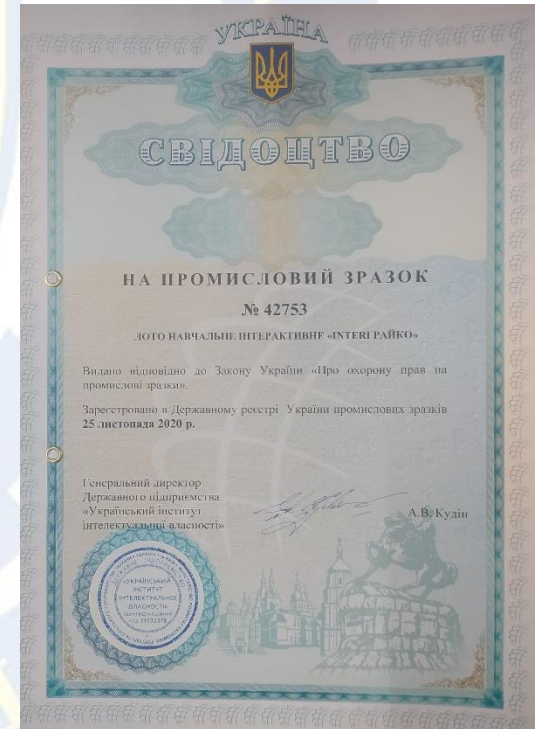 УКРАЇНА
СВІДОЦТВО
НА ПРОМИСЛОВИЙ ЗРАЗОК
№ 42753
ЛОТО НАВЧАЛЬНЕ ІНТЕРАКТИВНЕ «INTERI РАЙКО»
Видано відповідно до Закону України «Про охорону прав на
промислові зразки».
Зареєстровано в Державному реєстрі України промислових зразків
25 листопада 2020 р.
Генеральний директор
Державного підприємства
«Український інститут
інтелектуальної власності»
А.В. Кудін
«УКРАЇНСЬКИЙ
ІНСТИТУТ
ІНТЕЛЕКТУАЛЬНОЇ
ВЛАСНОСТІ»